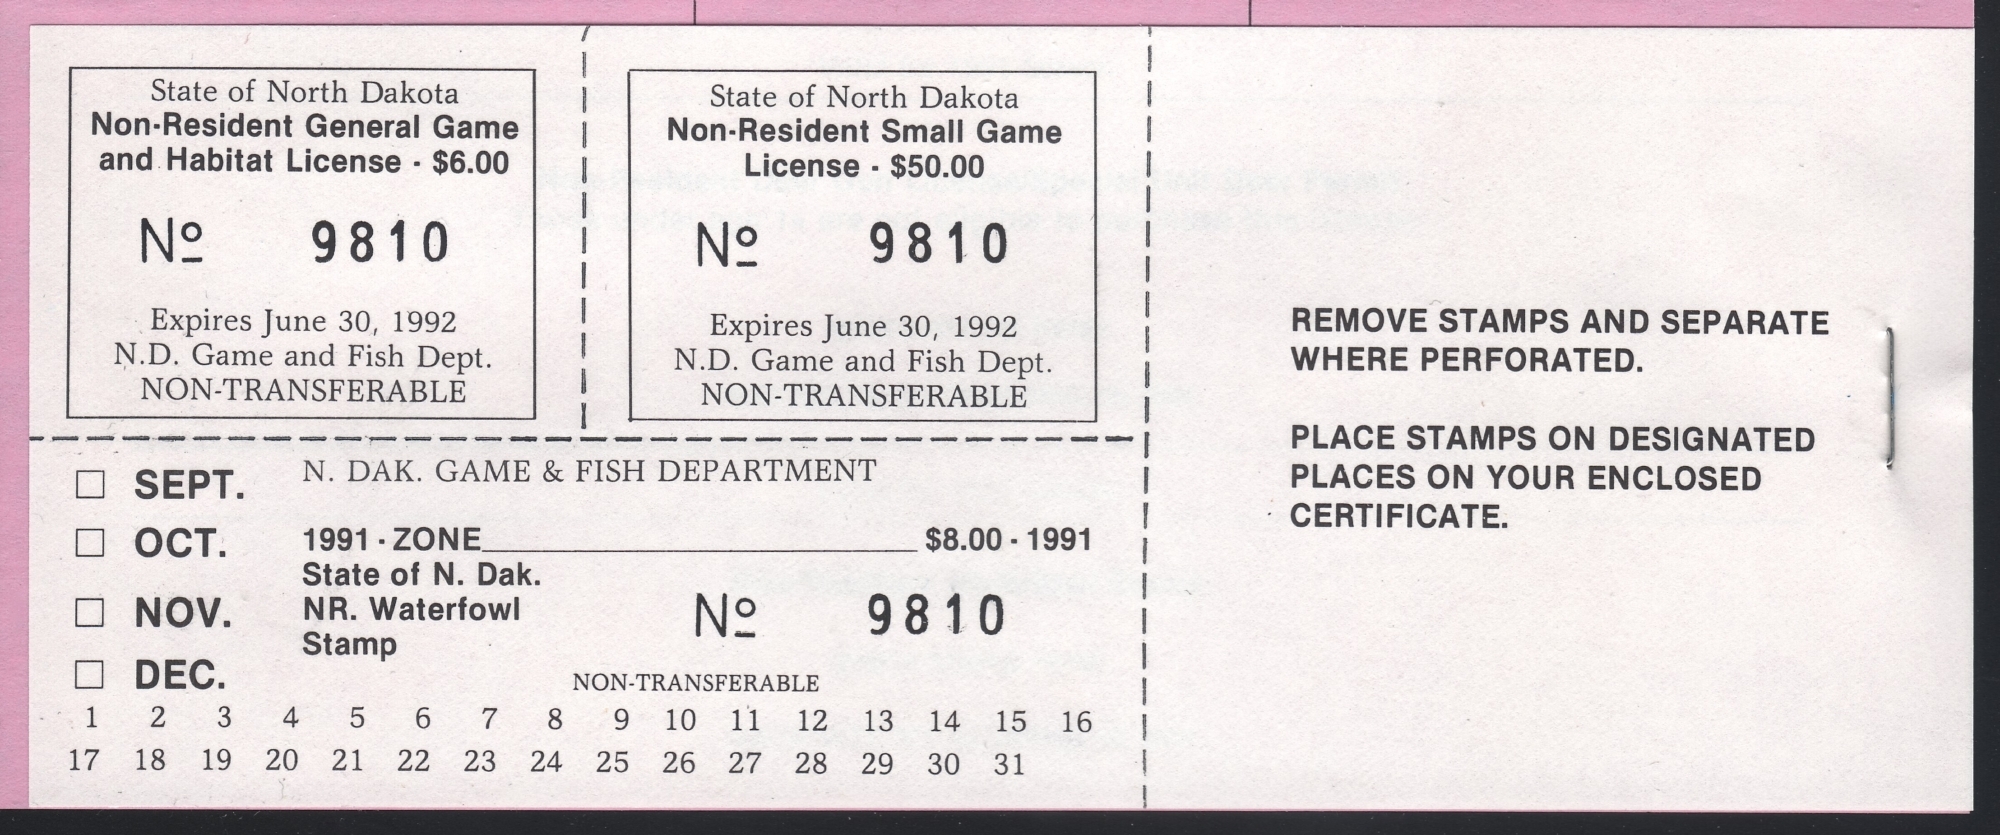 State of North Dakota
Non-Resident General Game
and Habitat License - $6.00
Nº 9810
Expires June 30, 1992
N.D. Game and Fish Dept.
NON-TRANSFERABLE
State of North Dakota
Non-Resident Small Game
License - $50.00
Nº 9810
Expires June 30, 1992
N.D. Game and Fish Dept.
NON-TRANSFERABLE
N. DAK. GAME & FISH DEPARTMENT
SEPT.
OCT.
NOV.
DEC.
1991 - ZONE $8.00 - 1991
State of N. Dak.
NR. Waterfowl
Stamp
Nº 9810
NON-TRANSFERABLE
1 2 3 4 5 6 7 8 9 10 11 12 13 14 15 16
17 18 19 20 21 22 23 24 25 26 27 28 29 30 31
REMOVE STAMPS AND SEPARATE
WHERE PERFORATED.
PLACE STAMPS ON DESIGNATED
PLACES ON YOUR ENCLOSED
CERTIFICATE.